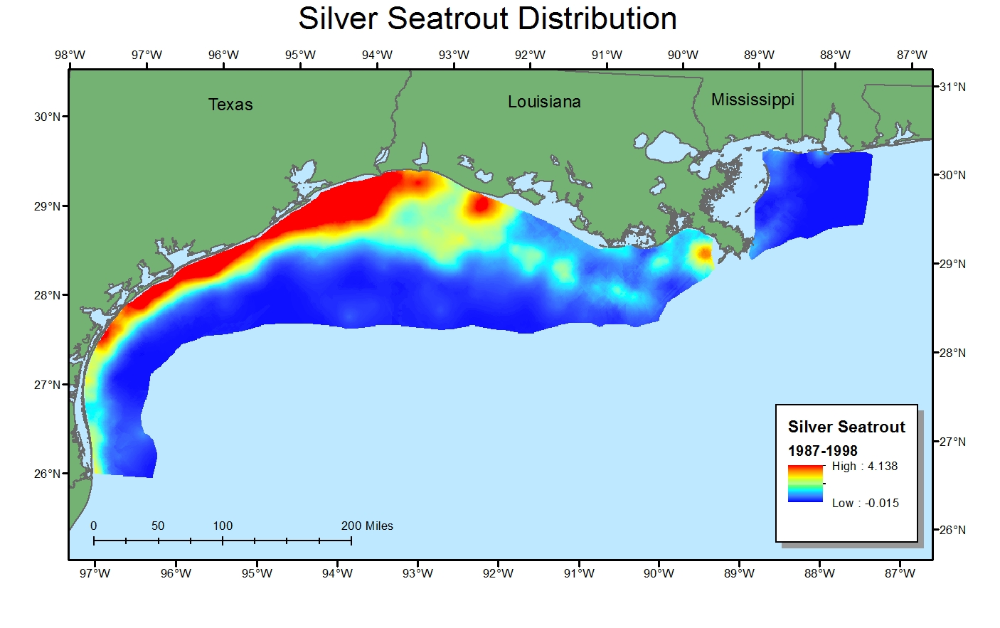 Silver Seatrout Distribution
98°W 97°W 96°W 95°W 94°W 93°W 92°W 91°W 90°W 89°W 88°W 87°W
31°N
Texas Louisiana Mississippi
30°N
30°N
29°N
29°N
28°N
28°N
27°N
Silver Seatrout
27°N
1987-1998
High : 4.138
26°N
Low : -0.015
0 50 100 200 Miles
26°N
97°W 96°W 95°W 94°W 93°W 92°W 91°W 90°W 89°W 88°W 87°W